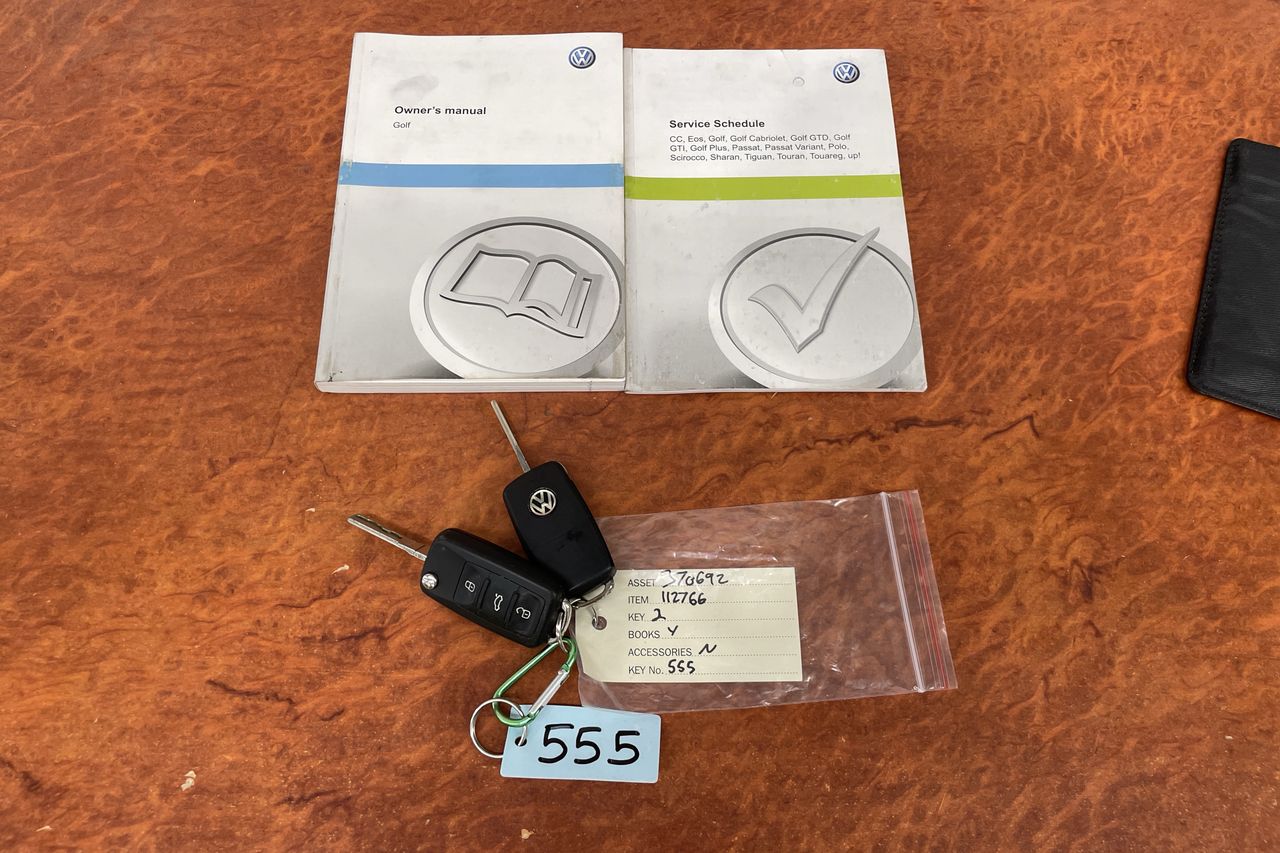 Owner's manual
Golf
Service Schedule
CC, Eos, Golf, Golf Cabriolet, Golf GTD, Golf
GTI, Golf Plus, Passat, Passat Variant, Polo,
Scirocco, Sharan, Tiguan, Touran, Touareg, up!
ASSET 370692
ITEM 112766
KEY 2
BOOKS Y
ACCESSORIES N
KEY No. 555
555